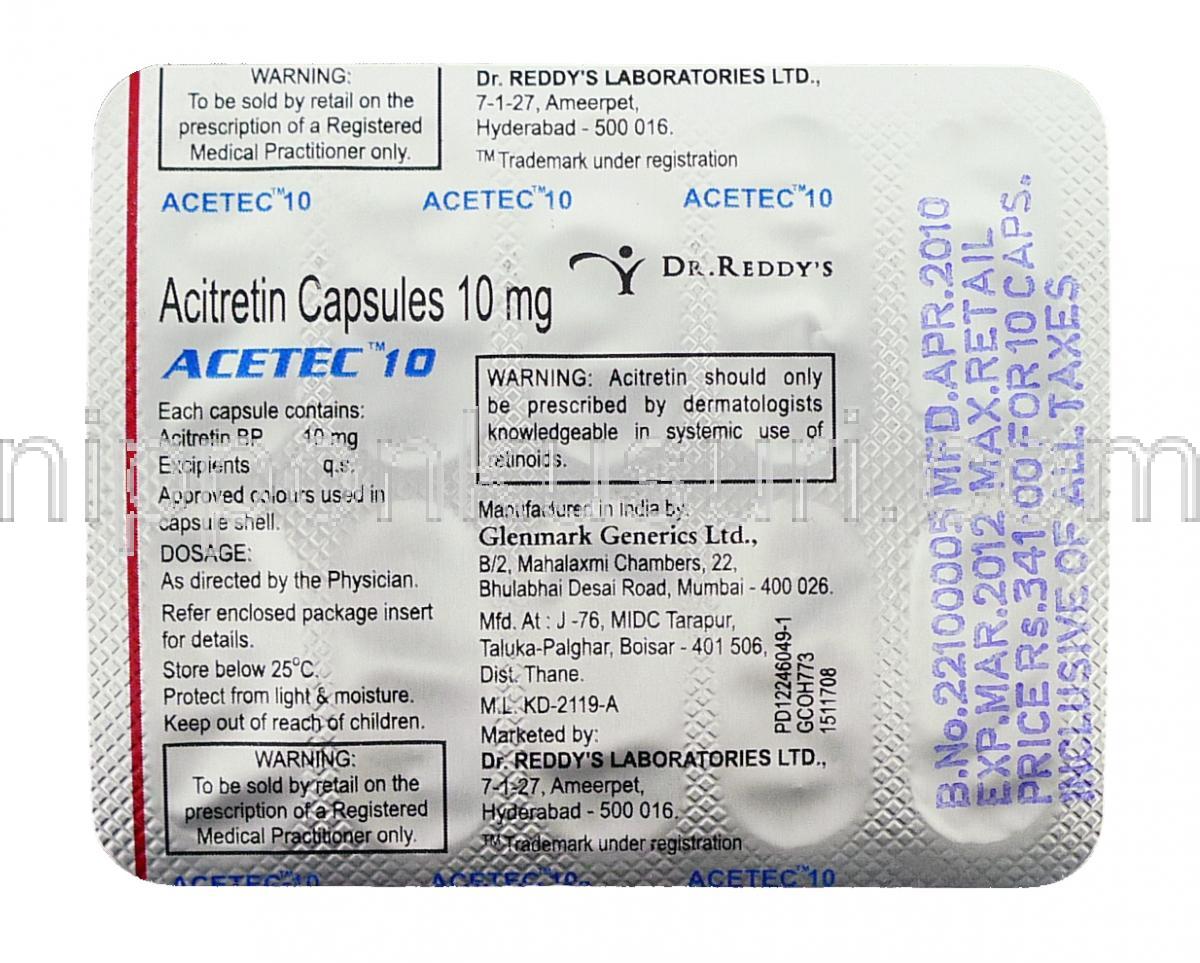 WARNING:
To be sold by retail on the
prescription of a Registered
Medical Practitioner only.
Dr. REDDY'S LABORATORIES LTD.,
7-1-27, Ameerpet,
Hyderabad - 500 016.
™ Trademark under registration
ACETEC™10 ACETEC™10 ACETEC™10
DR.REDDY'S
Acitretin Capsules 10 mg
ACETEC™10
Each capsule contains:
Acitretin BP 10 mg
Excipients q.s.
Approved colours used in
capsule shell.
DOSAGE:
As directed by the Physician.
Refer enclosed package insert
for details.
Store below 25°C.
Protect from light & moisture.
Keep out of reach of children.
WARNING:
To be sold by retail on the
prescription of a Registered
Medical Practitioner only.
WARNING: Acitretin should only
be prescribed by dermatologists
knowledgeable in systemic use of
retinoids.
Manufactured in India by:
Glenmark Generics Ltd.,
B/2, Mahalaxmi Chambers, 22,
Bhulabhai Desai Road, Mumbai - 400 026.
Mfd. At : J -76, MIDC Tarapur,
Taluka-Palghar, Boisar - 401 506,
Dist. Thane.
M.L. KD-2119-A
Marketed by:
Dr. REDDY'S LABORATORIES LTD.,
7-1-27, Ameerpet,
Hyderabad - 500 016.
™ Trademark under registration
PD12246049-1
GCOH773
1511708
ACETEC™10 ACETEC™10 ACETEC™10
B.No.22100005 MFD.APR.2010
EXP.MAR.2012 MAX.RETAIL
PRICE Rs.341.00 FOR 10 CAPS.
INCLUSIVE OF ALL TAXES
nipponkusuri.com